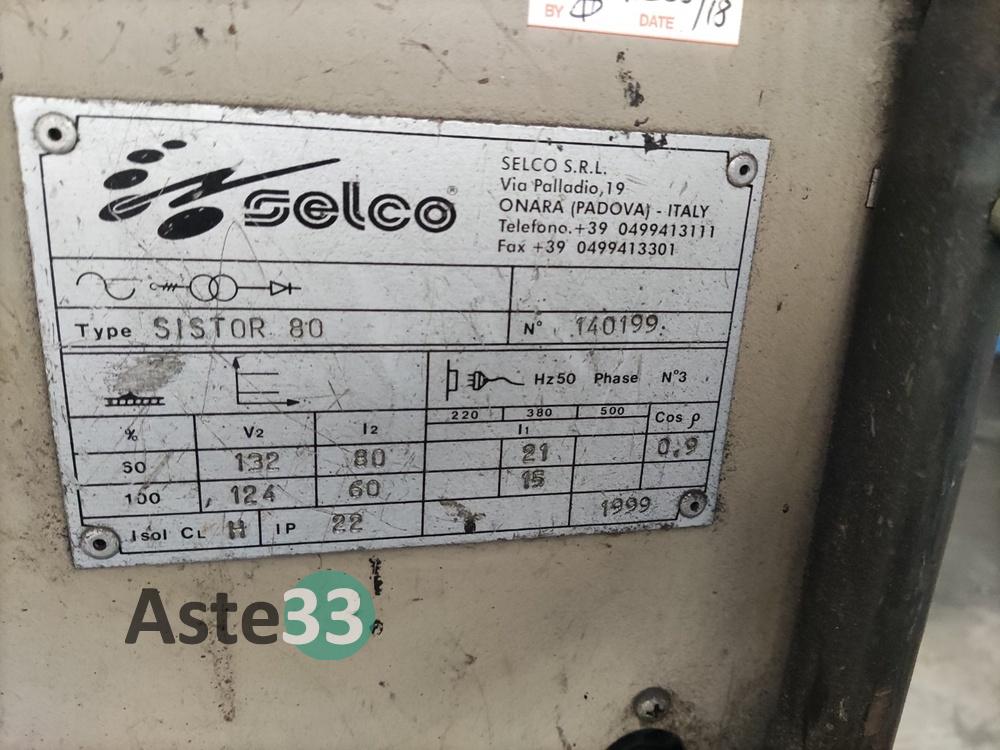 BY DATE /18
selco®
SELCO S.R.L.
Via Palladio,19
ONARA (PADOVA) - ITALY
Telefono.+39 0499413111
Fax +39 0499413301
Type SISTOR 80 N° 140199.
Hz50 Phase N°3
220 380 500 Cos ρ
% V2 I2 I1
50 132 80 21 0.9
100 124 60 15
1999
Isol CL H IP 22
Aste33